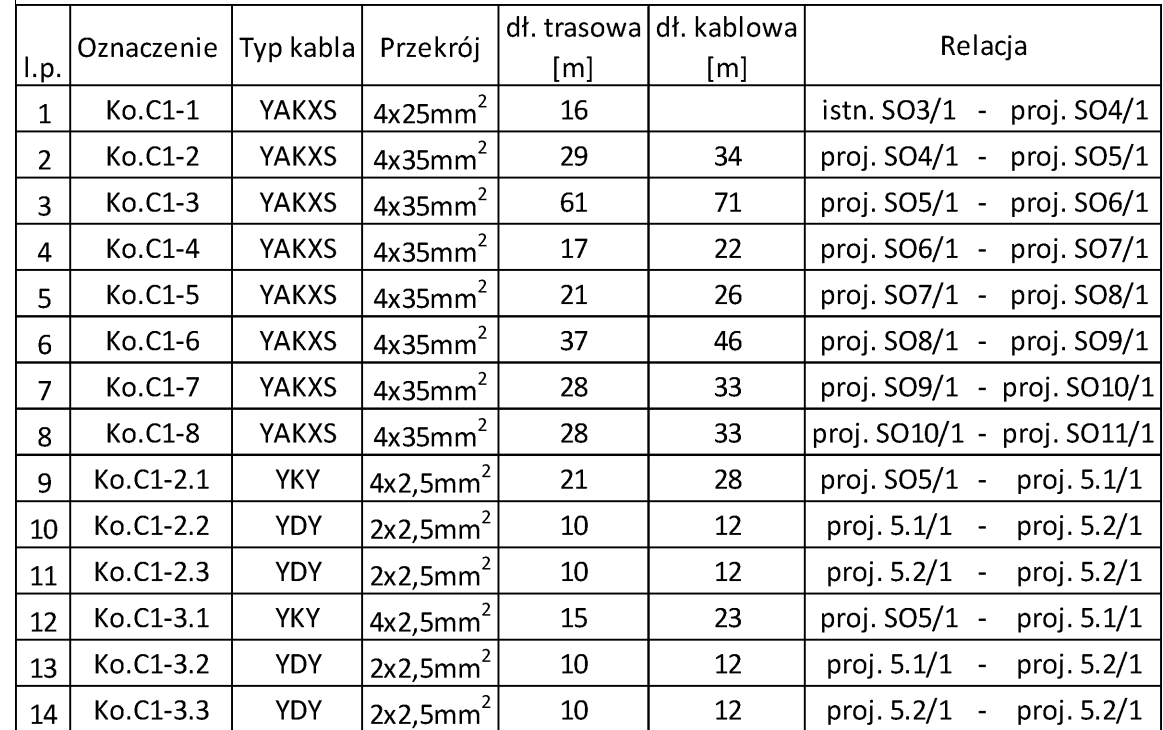 l.p. Oznaczenie Typ kabla Przekrój dł. trasowa [m] dł. kablowa [m] Relacja
1 Ko.C1-1 YAKXS 4x25mm² 16 istn. SO3/1 - proj. SO4/1
2 Ko.C1-2 YAKXS 4x35mm² 29 34 proj. SO4/1 - proj. SO5/1
3 Ko.C1-3 YAKXS 4x35mm² 61 71 proj. SO5/1 - proj. SO6/1
4 Ko.C1-4 YAKXS 4x35mm² 17 22 proj. SO6/1 - proj. SO7/1
5 Ko.C1-5 YAKXS 4x35mm² 21 26 proj. SO7/1 - proj. SO8/1
6 Ko.C1-6 YAKXS 4x35mm² 37 46 proj. SO8/1 - proj. SO9/1
7 Ko.C1-7 YAKXS 4x35mm² 28 33 proj. SO9/1 - proj. SO10/1
8 Ko.C1-8 YAKXS 4x35mm² 28 33 proj. SO10/1 - proj. SO11/1
9 Ko.C1-2.1 YKY 4x2,5mm² 21 28 proj. SO5/1 - proj. 5.1/1
10 Ko.C1-2.2 YDY 2x2,5mm² 10 12 proj. 5.1/1 - proj. 5.2/1
11 Ko.C1-2.3 YDY 2x2,5mm² 10 12 proj. 5.2/1 - proj. 5.2/1
12 Ko.C1-3.1 YKY 4x2,5mm² 15 23 proj. SO5/1 - proj. 5.1/1
13 Ko.C1-3.2 YDY 2x2,5mm² 10 12 proj. 5.1/1 - proj. 5.2/1
14 Ko.C1-3.3 YDY 2x2,5mm² 10 12 proj. 5.2/1 - proj. 5.2/1